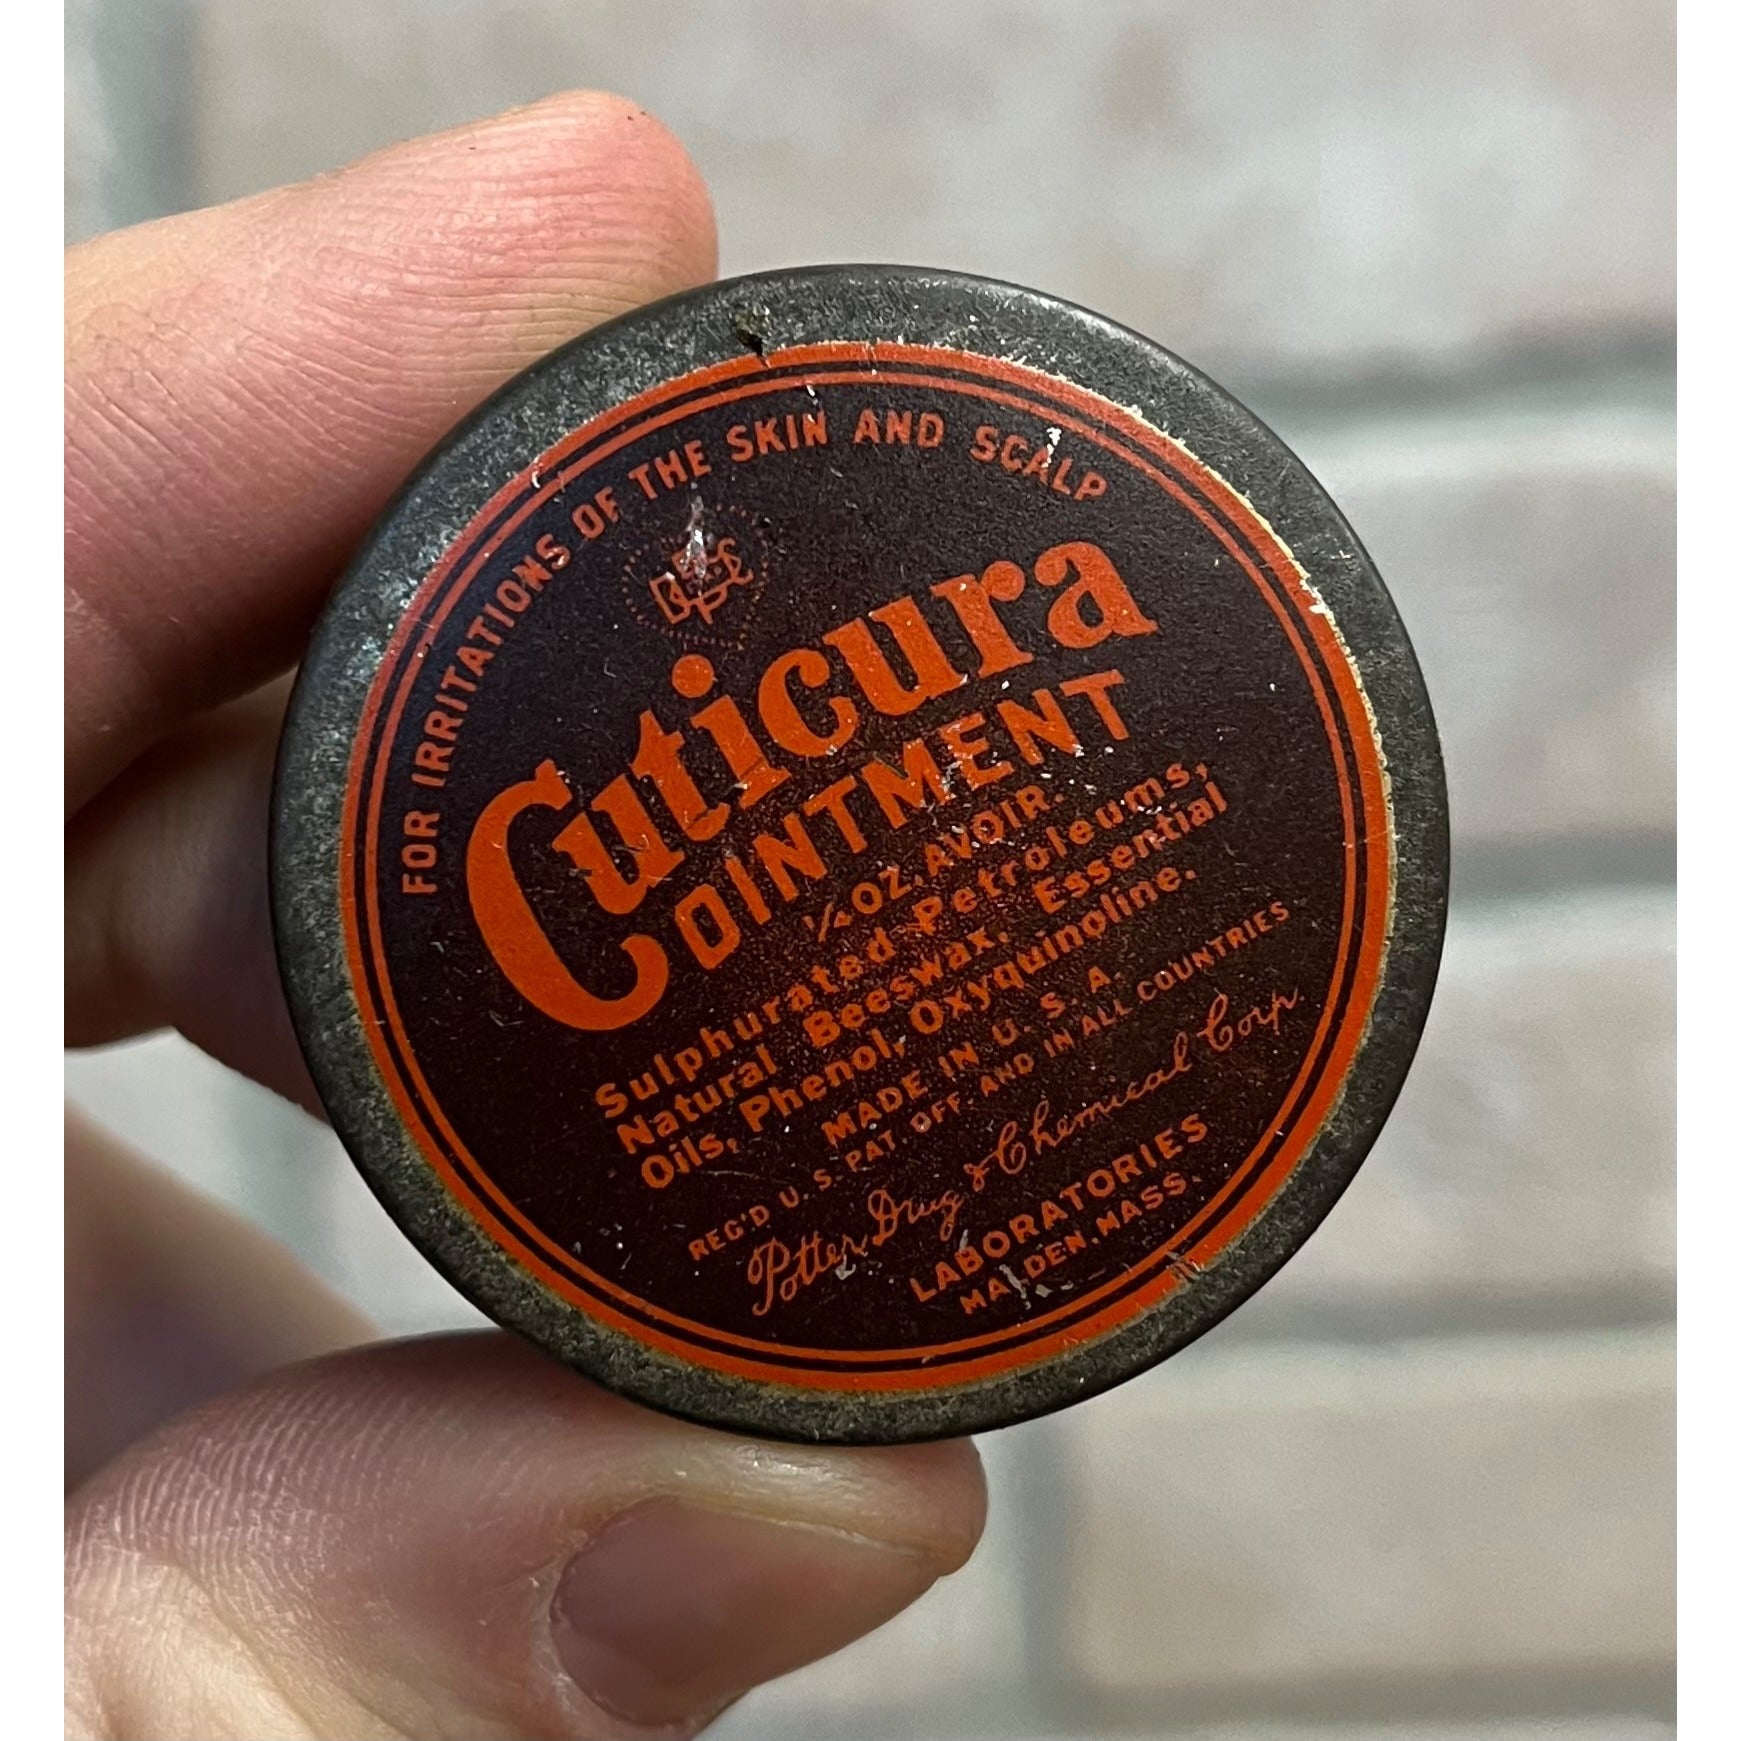 FOR IRRITATIONS OF THE SKIN AND SCALP
Cuticura
OINTMENT
1/4 OZ. AVOIR.
Sulphurated Petroleums,
Natural Beeswax, Essential
Oils, Phenol, Oxyquinoline.
MADE IN U. S. A.
REG'D U. S. PAT. OFF. AND IN ALL COUNTRIES
Potter Drug & Chemical Corp.
LABORATORIES
MALDEN, MASS.